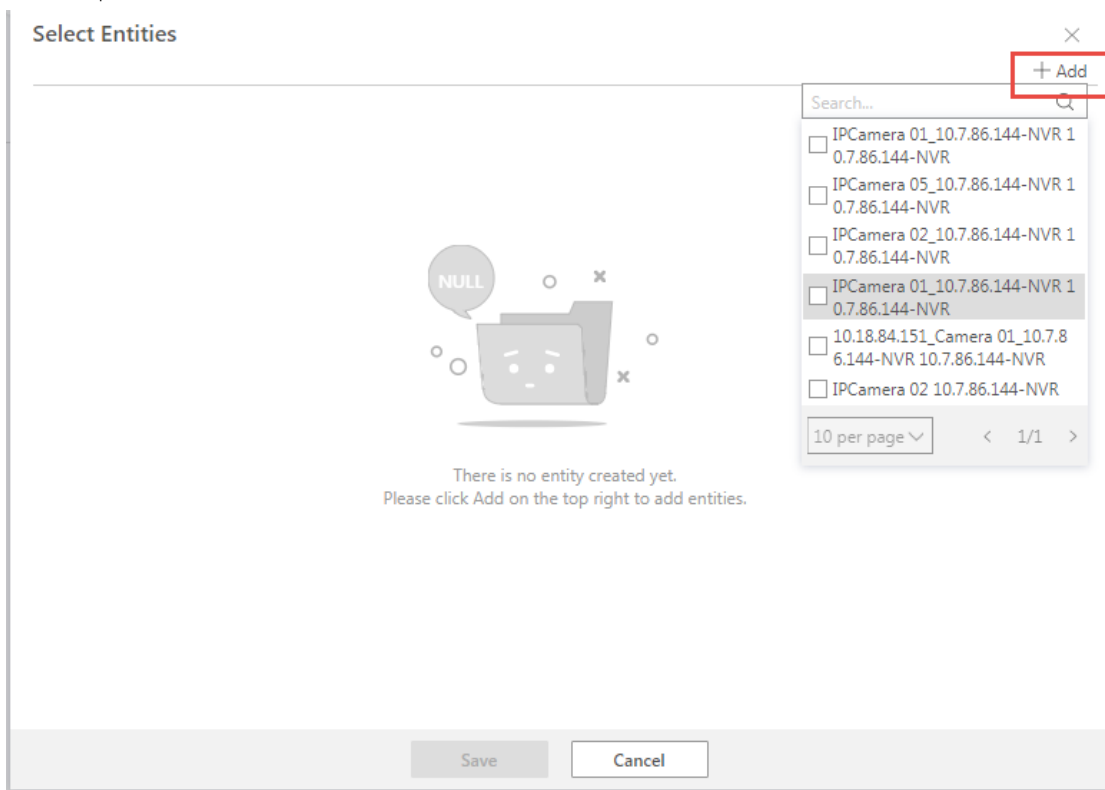 Select Entities
+ Add
Search...
IPCamera 01_10.7.86.144-NVR 1
0.7.86.144-NVR
IPCamera 05_10.7.86.144-NVR 1
0.7.86.144-NVR
IPCamera 02_10.7.86.144-NVR 1
0.7.86.144-NVR
IPCamera 01_10.7.86.144-NVR 1
0.7.86.144-NVR
10.18.84.151_Camera 01_10.7.8
6.144-NVR 10.7.86.144-NVR
IPCamera 02 10.7.86.144-NVR
10 per page
< 1/1 >
NULL
There is no entity created yet.
Please click Add on the top right to add entities.
Save
Cancel